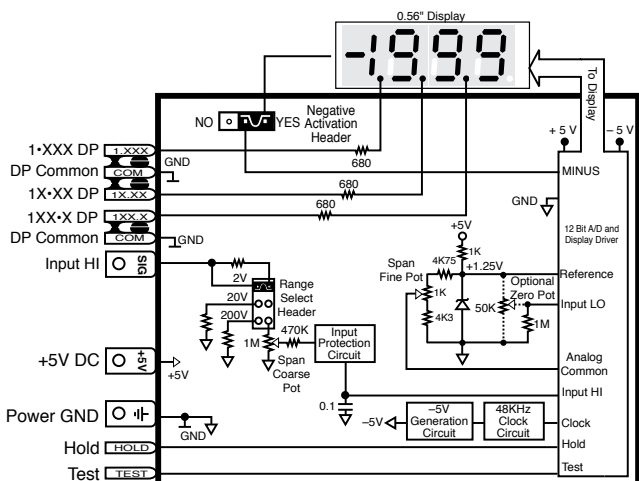 0.56" Display
-1.8.8.8.
To Display
NO
YES
Negative
Activation
Header
+ 5 V
– 5 V
1•XXX DP
1.XXX
GND
680
DP Common
COM
MINUS
1X•XX DP
1X.XX
680
GND
1XX•X DP
1XX.X
680
DP Common
COM
GND
12 Bit A/D and
Display Driver
Input HI
SIG
+5V
1K
4K75
+1.25V
Reference
Span
Fine Pot
1K
4K3
Optional
Zero Pot
50K
Input LO
1M
2V
20V
200V
Range
Select
Header
470K
1M
Span
Coarse
Pot
Input
Protection
Circuit
+5V DC
+5V
+5V
Analog
Common
0.1
Input HI
Power GND
GND
–5V
–5V
Generation
Circuit
48KHz
Clock
Circuit
Clock
Hold
HOLD
Hold
Test
TEST
Test